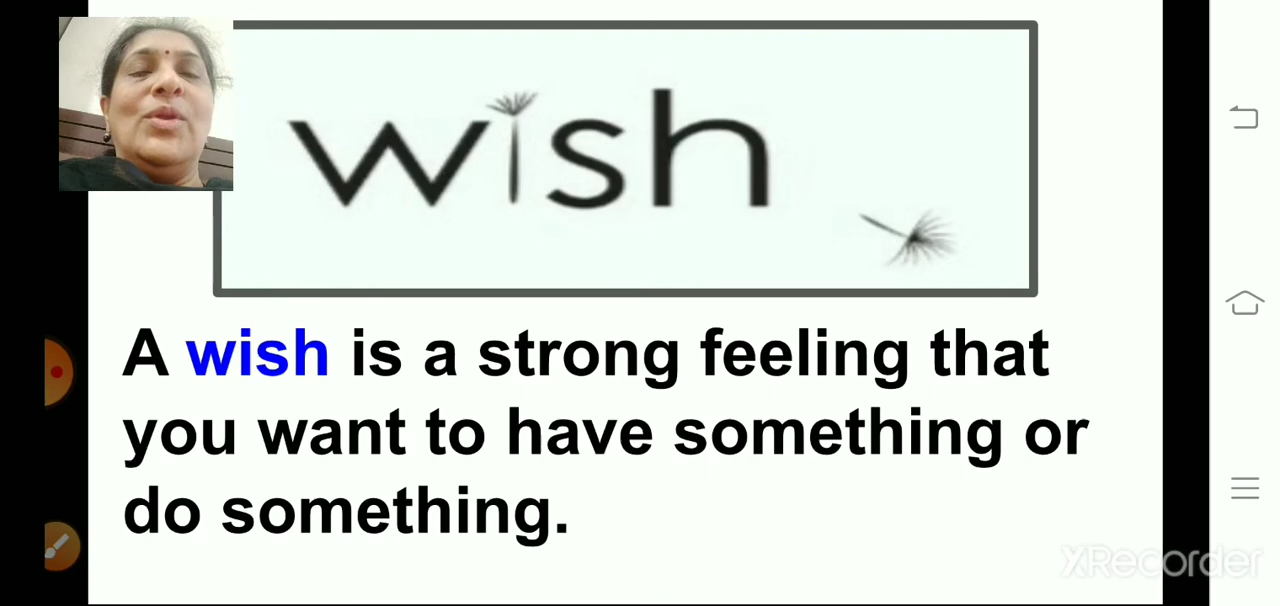 wish
A wish is a strong feeling that
you want to have something or
do something.
XRecorder